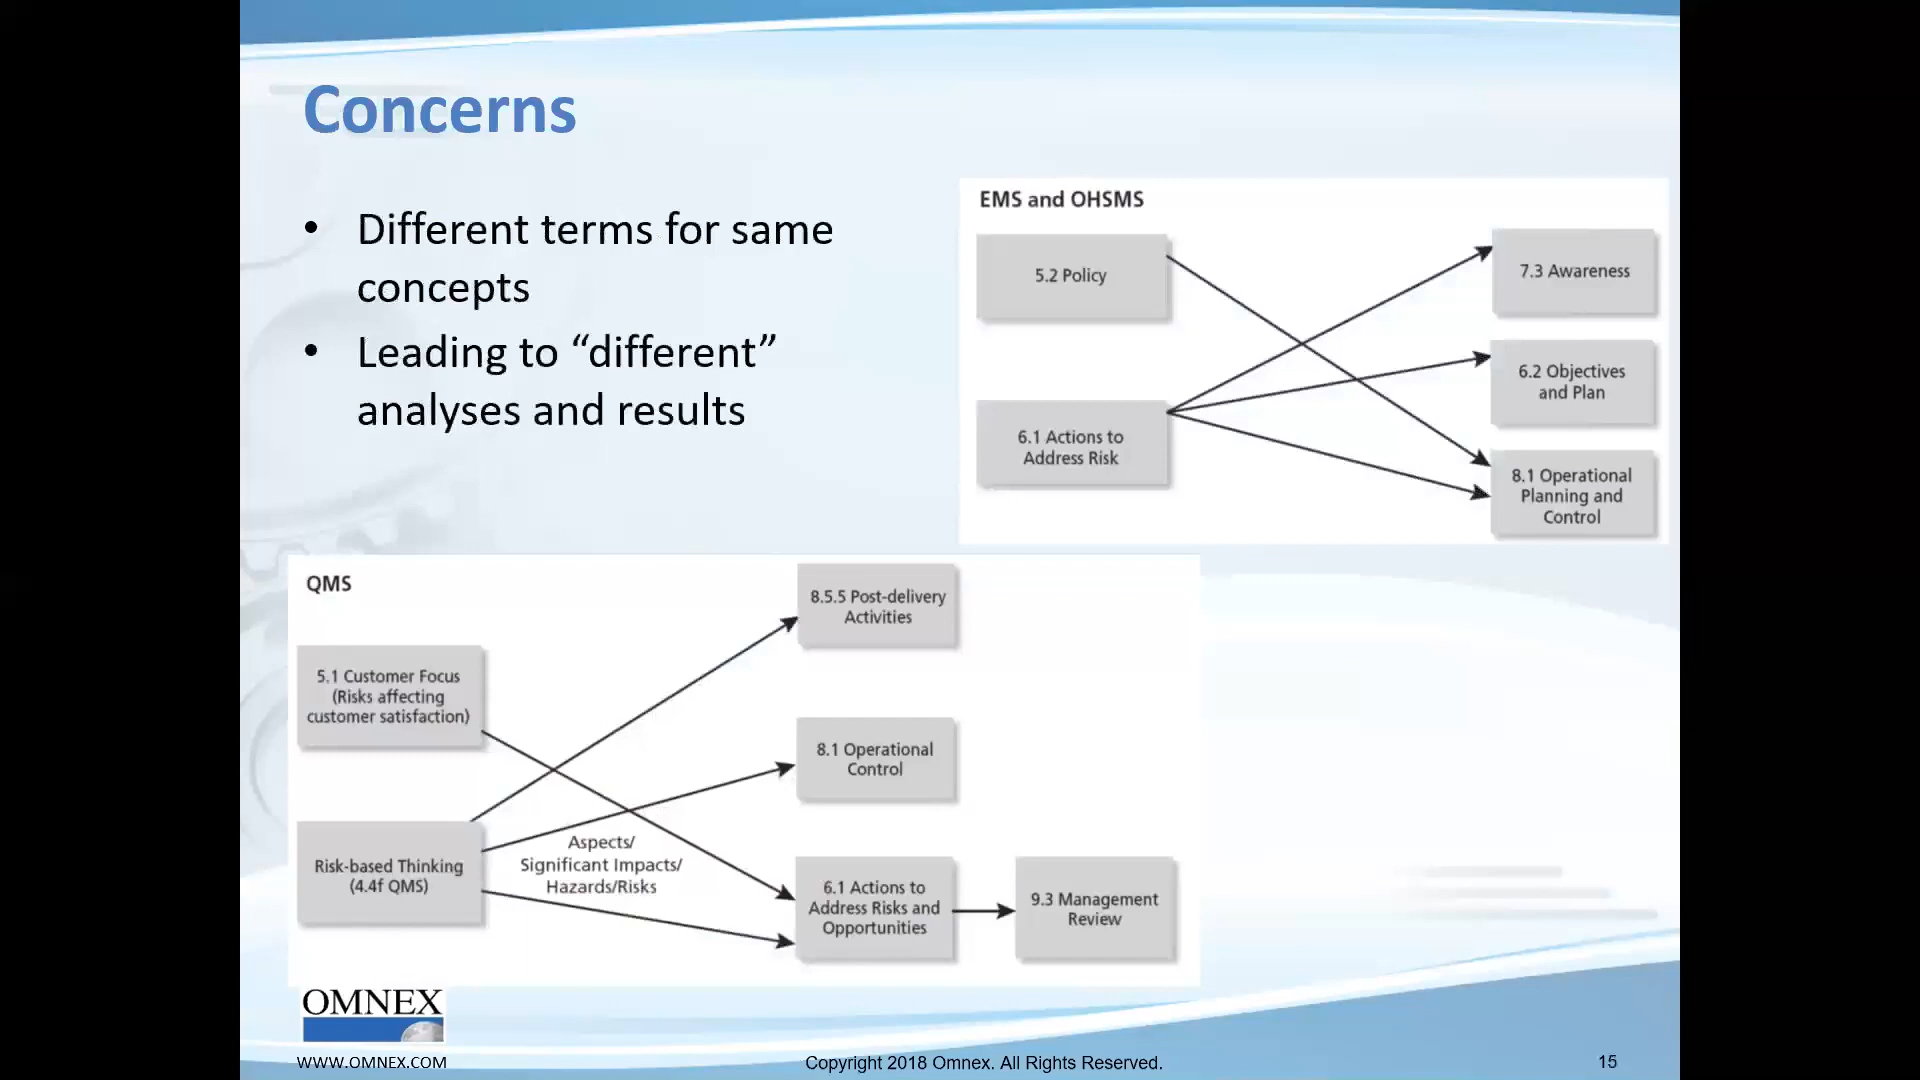 Concerns
• Different terms for same
concepts
• Leading to “different”
analyses and results
EMS and OHSMS
5.2 Policy
6.1 Actions to
Address Risk
7.3 Awareness
6.2 Objectives
and Plan
8.1 Operational
Planning and
Control
QMS
5.1 Customer Focus
(Risks affecting
customer satisfaction)
Risk-based Thinking
(4.4f QMS)
Aspects/
Significant Impacts/
Hazards/Risks
8.5.5 Post-delivery
Activities
8.1 Operational
Control
6.1 Actions to
Address Risks and
Opportunities
9.3 Management
Review
OMNEX
WWW.OMNEX.COM
Copyright 2018 Omnex. All Rights Reserved.
15